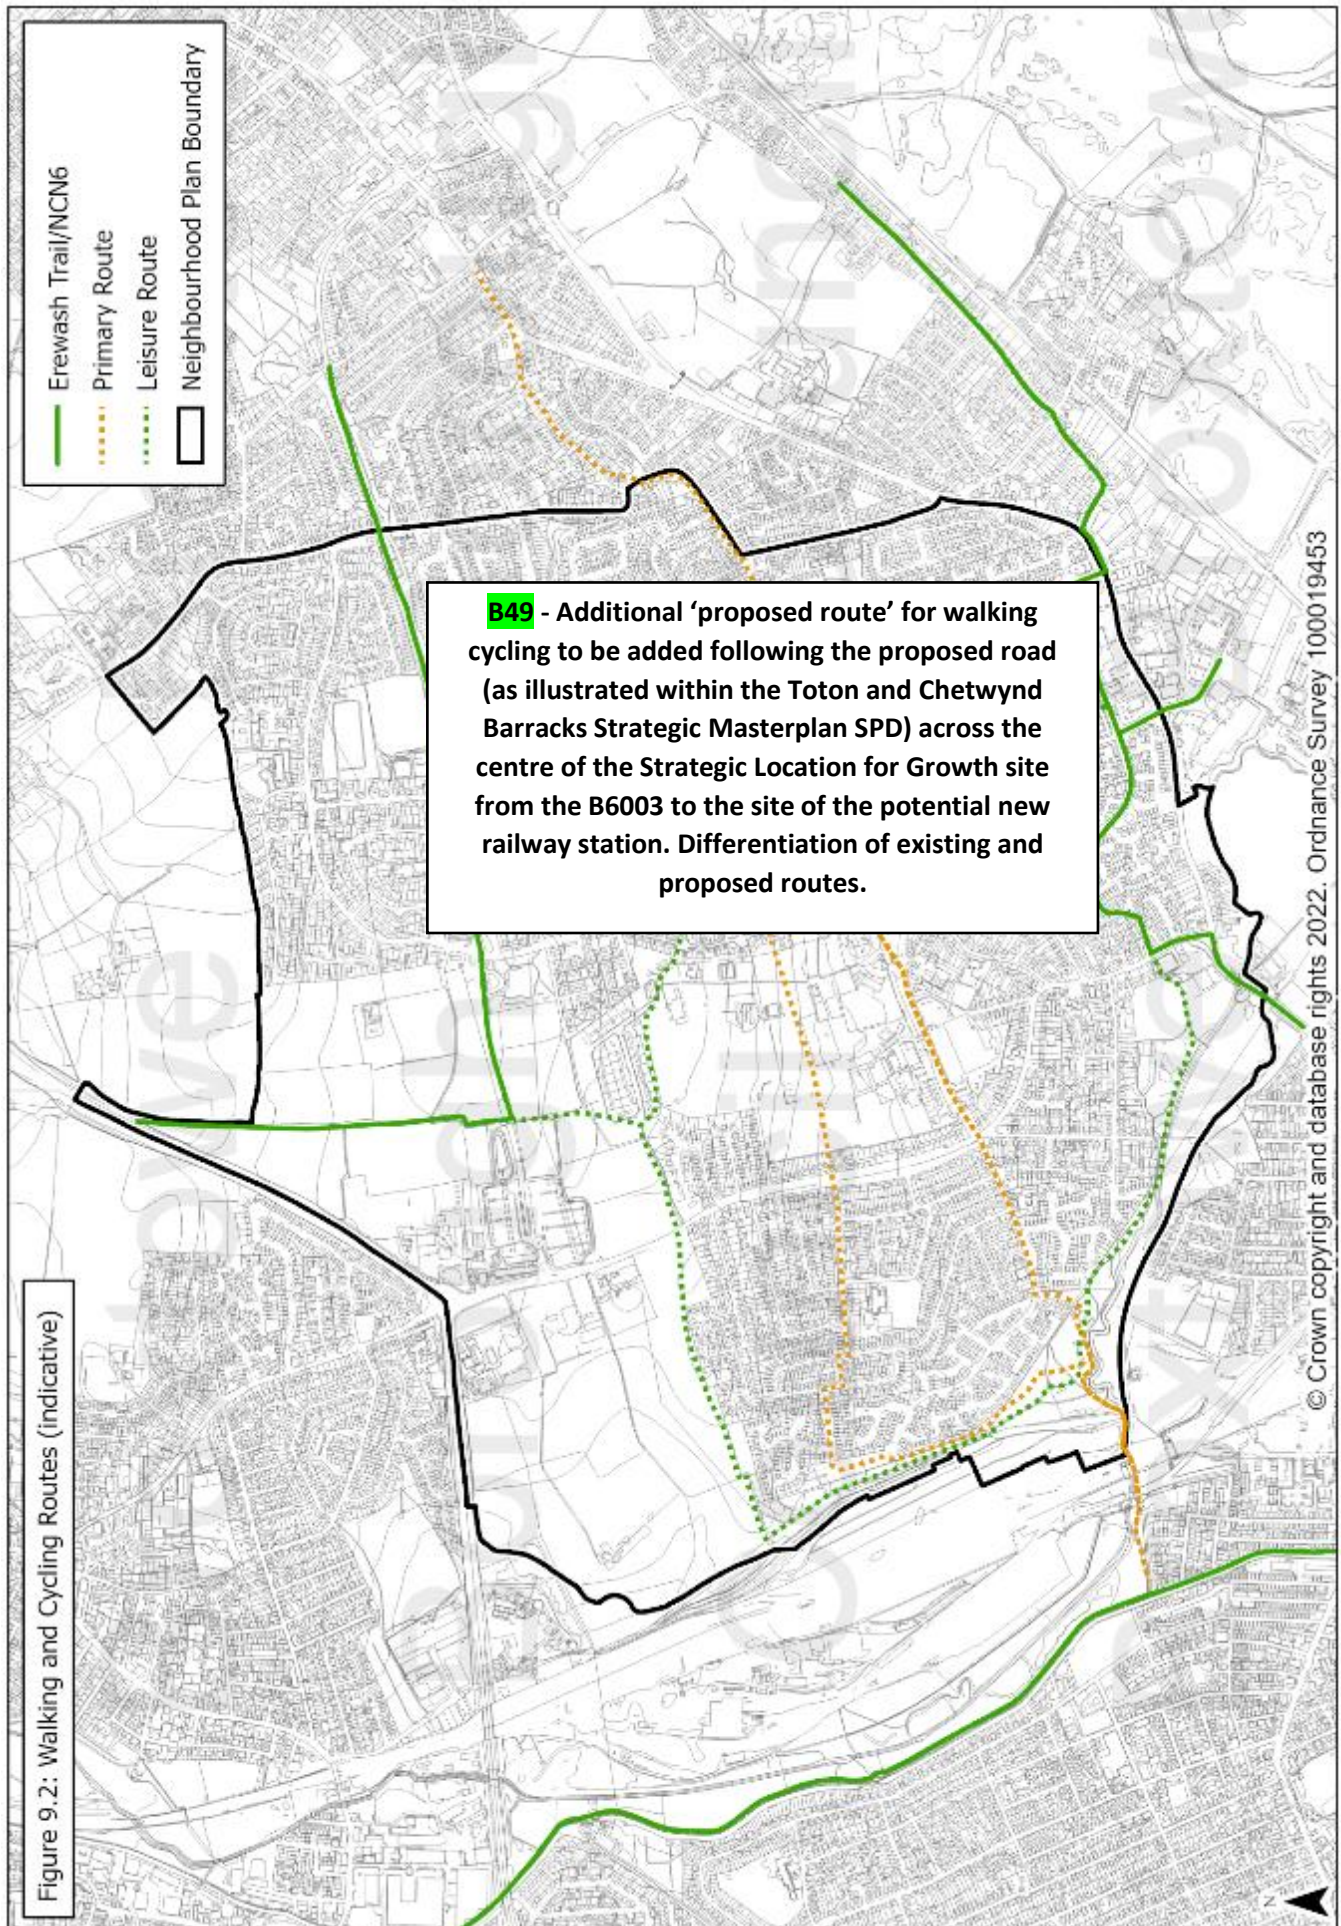 Figure 9.2: Walking and Cycling Routes (indicative)
Erewash Trail/NCN6
Primary Route
Leisure Route
Neighbourhood Plan Boundary
B49 - Additional ‘proposed route’ for walking
cycling to be added following the proposed road
(as illustrated within the Toton and Chetwynd
Barracks Strategic Masterplan SPD) across the
centre of the Strategic Location for Growth site
from the B6003 to the site of the potential new
railway station. Differentiation of existing and
proposed routes.
N
© Crown copyright and database rights 2022. Ordnance Survey 100019453